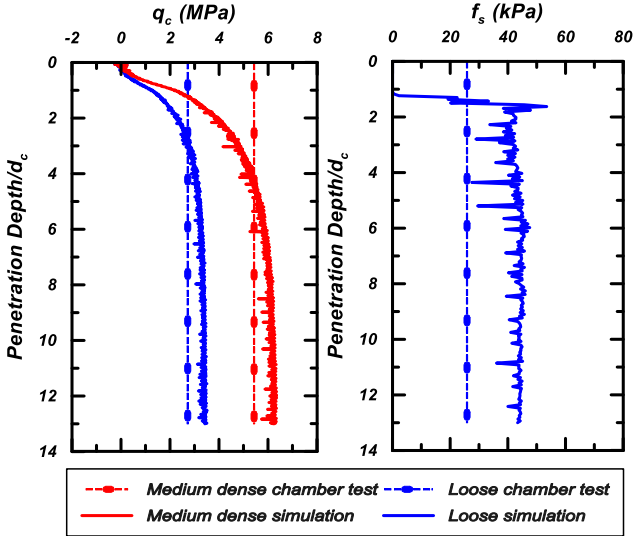 q_c (MPa)
-2 0 2 4 6 8
0
2
4
6
8
10
12
14
Penetration Depth/d_c
f_s (kPa)
0 20 40 60 80
0
2
4
6
8
10
12
14
Penetration Depth/d_c
Medium dense chamber test
Loose chamber test
Medium dense simulation
Loose simulation